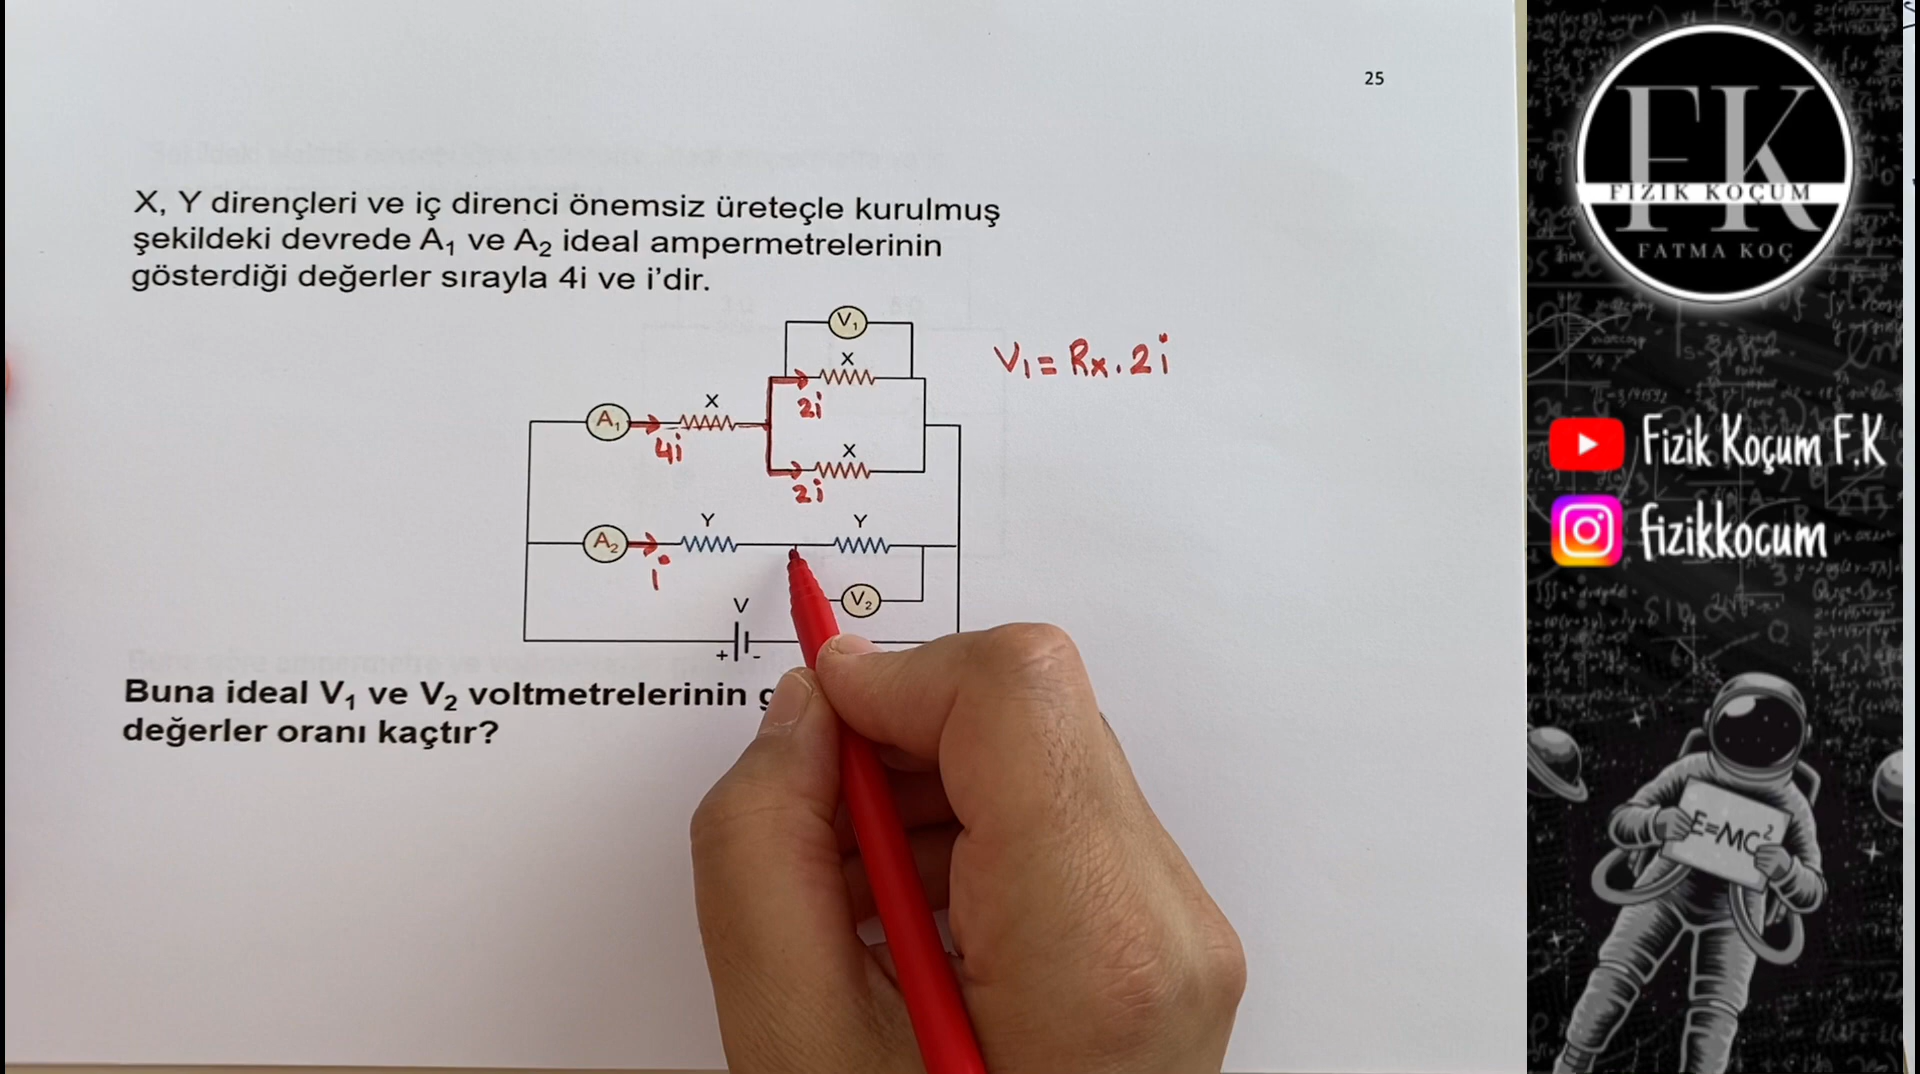 25
X, Y dirençleri ve iç direnci önemsiz üreteçle kurulmuş
şekildeki devrede A₁ ve A₂ ideal ampermetrelerinin
gösterdiği değerler sırayla 4i ve i'dir.
V₁
X
V₁ = Rx . 2i
2i
X
A₁
4i
X
2i
Y
Y
A₂
i
V₂
V
+ -
Buna ideal V₁ ve V₂ voltmetrelerinin
değerler oranı kaçtır?
FK
FİZİK KOÇUM
FATMA KOÇ
Fizik Koçum F.K
fizikkocum
E=MC²